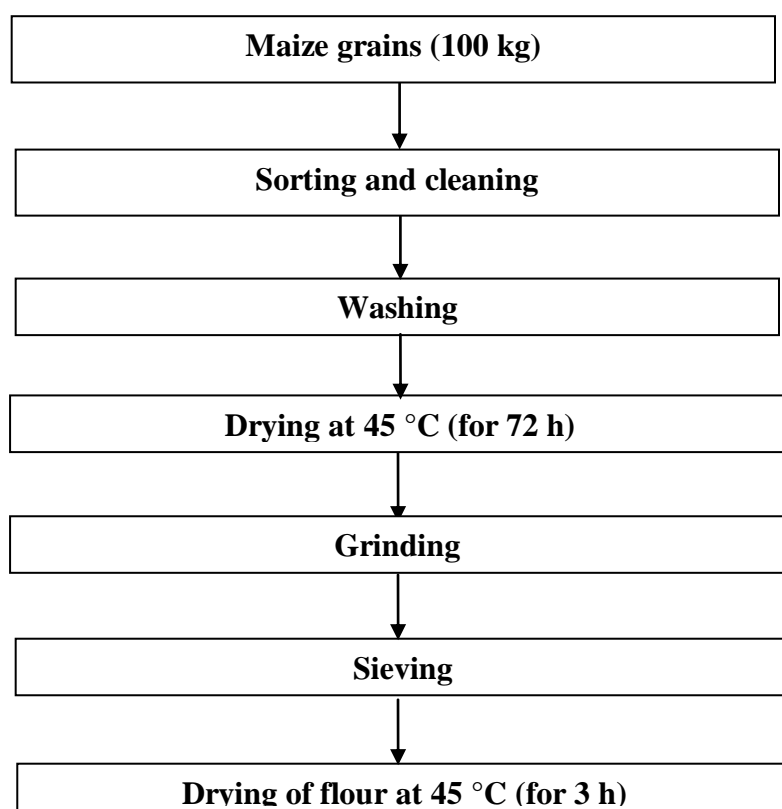 Maize grains (100 kg)
Sorting and cleaning
Washing
Drying at 45 °C (for 72 h)
Grinding
Sieving
Drying of flour at 45 °C (for 3 h)